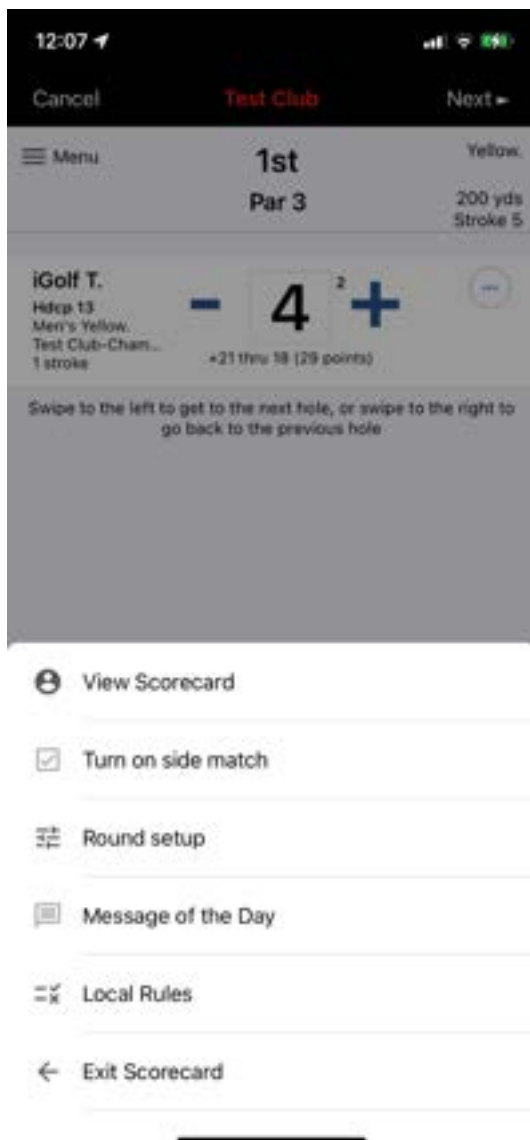 12:07
Cancel Test Club Next
Menu 1st Yellow.
Par 3 200 yds
Stroke 5
iGolf T.
Hdcp 13
Men's Yellow.
Test Club-Cham...
1 stroke
- 4 2 +
+21 thru 18 (29 points)
Swipe to the left to get to the next hole, or swipe to the right to
go back to the previous hole
View Scorecard
Turn on side match
Round setup
Message of the Day
Local Rules
Exit Scorecard